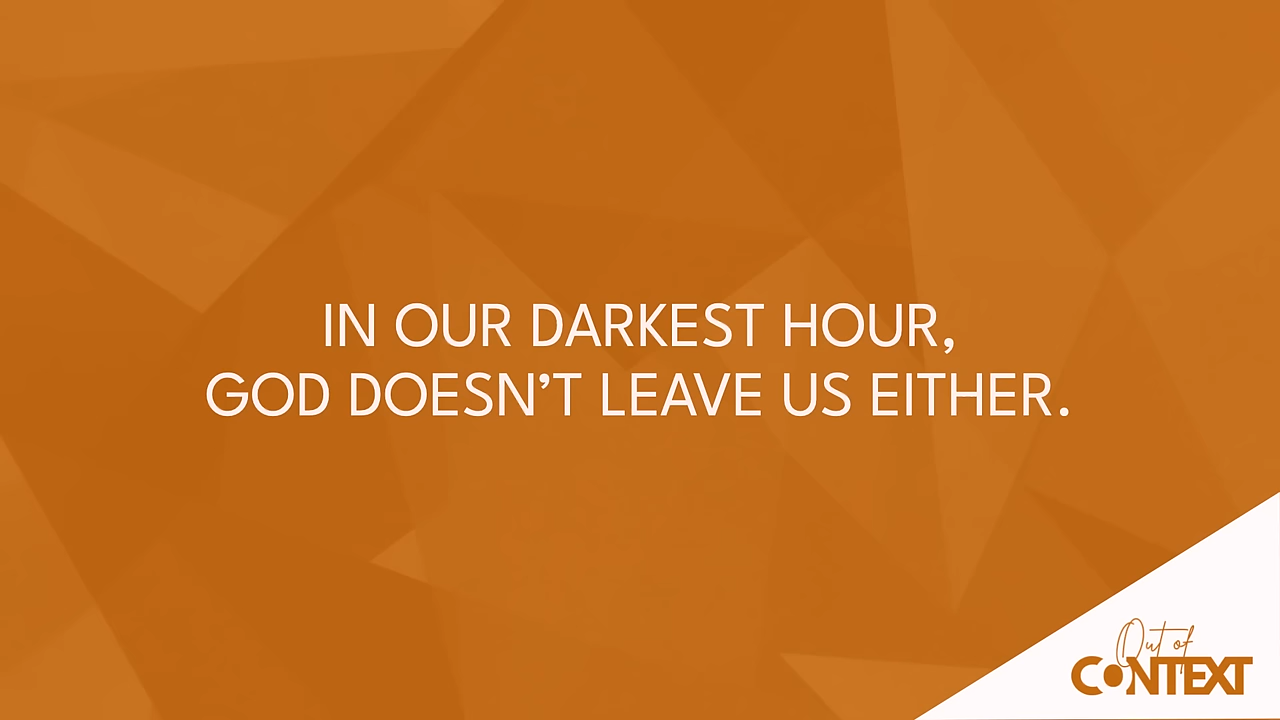 IN OUR DARKEST HOUR,
GOD DOESN’T LEAVE US EITHER.
Out of
CONTEXT